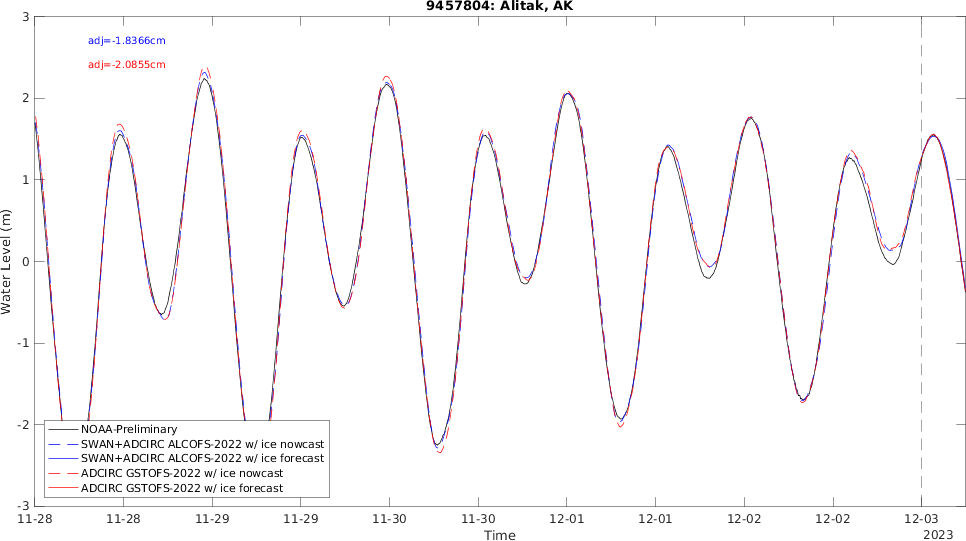 9457804: Alitak, AK
adj=-1.8366cm
adj=-2.0855cm
Water Level (m)
3
2
1
0
-1
-2
-3
NOAA-Preliminary
SWAN+ADCIRC ALCOFS-2022 w/ ice nowcast
SWAN+ADCIRC ALCOFS-2022 w/ ice forecast
ADCIRC GSTOFS-2022 w/ ice nowcast
ADCIRC GSTOFS-2022 w/ ice forecast
11-28 11-28 11-29 11-29 11-30 11-30 12-01 12-01 12-02 12-02 12-03
Time
2023